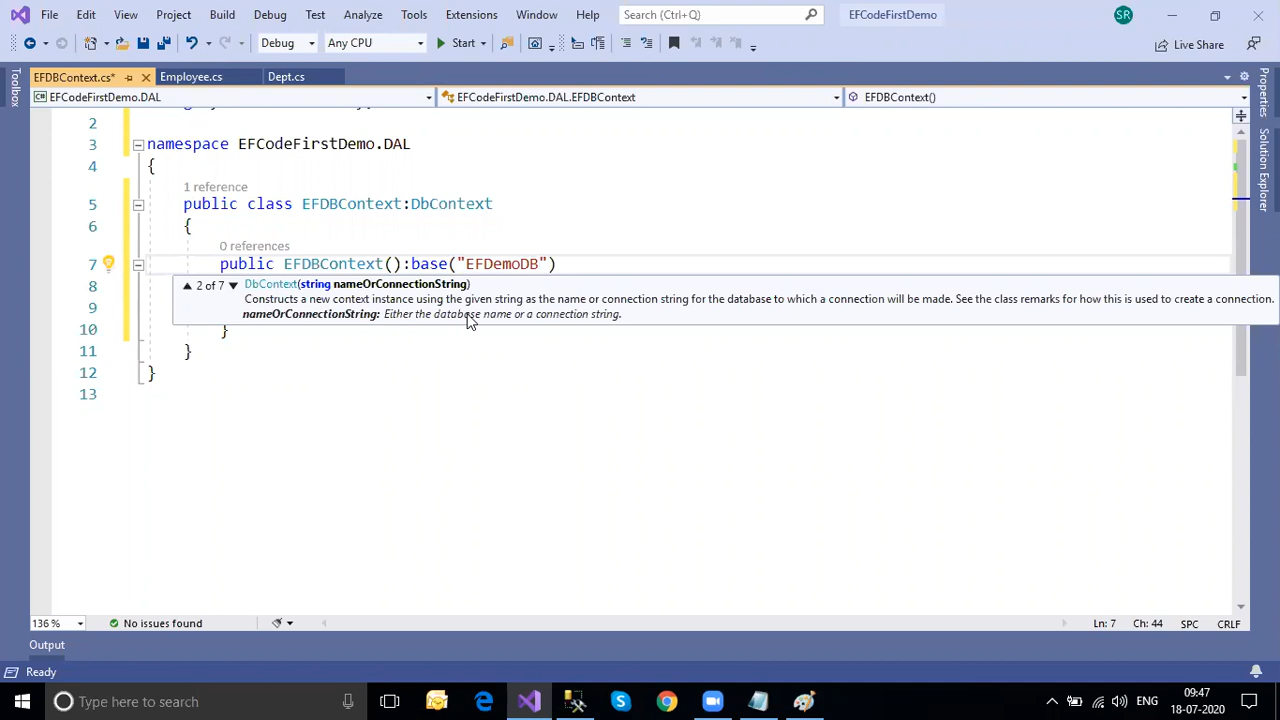 File Edit View Project Build Debug Test Analyze Tools Extensions Window Help Search (Ctrl+Q) EFCodeFirstDemo SR
Debug Any CPU Start Live Share
EFDBContext.cs* Employee.cs Dept.cs
EFCodeFirstDemo.DAL EFCodeFirstDemo.DAL.EFDBContext EFDBContext()
Toolbox
Properties
Solution Explorer
2
3 namespace EFCodeFirstDemo.DAL
4 {
1 reference
5 public class EFDBContext:DbContext
6 {
0 references
7 public EFDBContext():base("EFDemoDB")
8 ▲ 2 of 7 ▼ DbContext(string nameOrConnectionString)
Constructs a new context instance using the given string as the name or connection string for the database to which a connection will be made. See the class remarks for how this is used to create a connection.
9 nameOrConnectionString: Either the database name or a connection string.
10 }
11 }
12 }
13
136 % No issues found Ln: 7 Ch: 44 SPC CRLF
Output
Ready
Type here to search ENG 09:47
18-07-2020